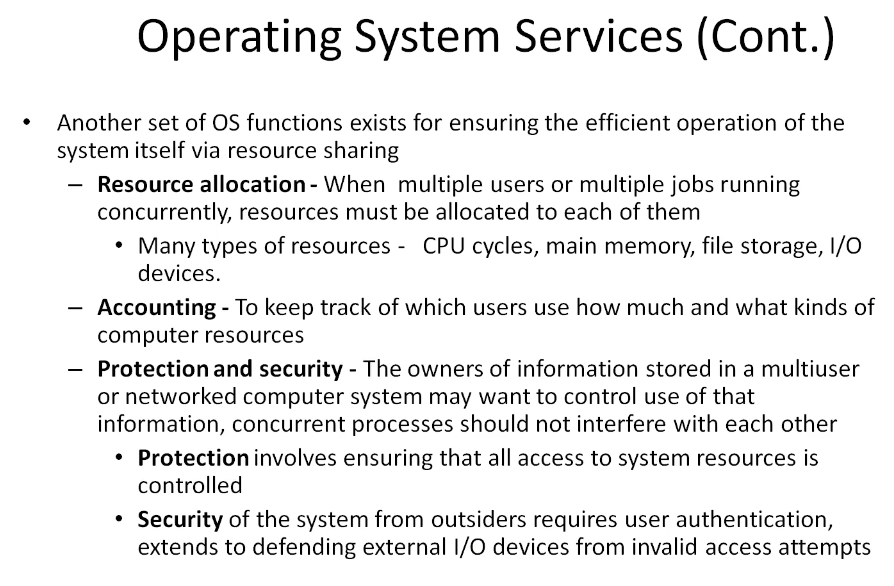 Operating System Services (Cont.)
• Another set of OS functions exists for ensuring the efficient operation of the
system itself via resource sharing
– Resource allocation - When multiple users or multiple jobs running
concurrently, resources must be allocated to each of them
• Many types of resources - CPU cycles, main memory, file storage, I/O
devices.
– Accounting - To keep track of which users use how much and what kinds of
computer resources
– Protection and security - The owners of information stored in a multiuser
or networked computer system may want to control use of that
information, concurrent processes should not interfere with each other
• Protection involves ensuring that all access to system resources is
controlled
• Security of the system from outsiders requires user authentication,
extends to defending external I/O devices from invalid access attempts